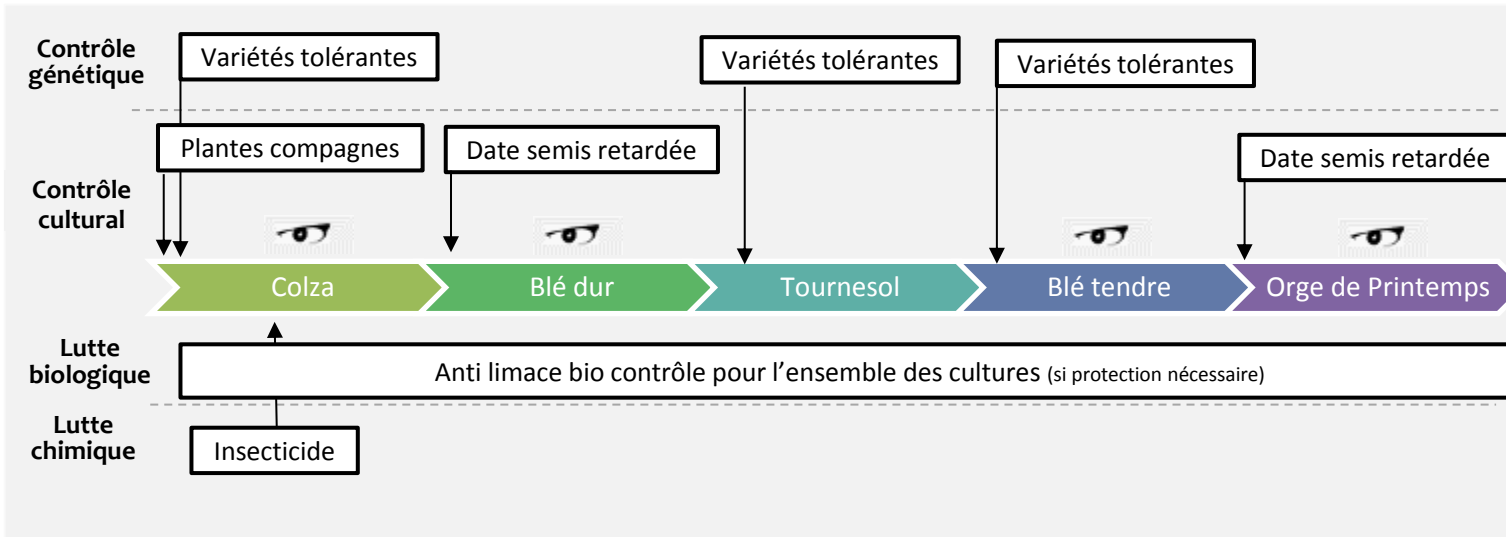 Contrôle
génétique
Variétés tolérantes
Variétés tolérantes
Variétés tolérantes
Contrôle
cultural
Plantes compagnes
Date semis retardée
Date semis retardée
Colza
Blé dur
Tournesol
Blé tendre
Orge de Printemps
Lutte
biologique
Anti limace bio contrôle pour l'ensemble des cultures (si protection nécessaire)
Lutte
chimique
Insecticide